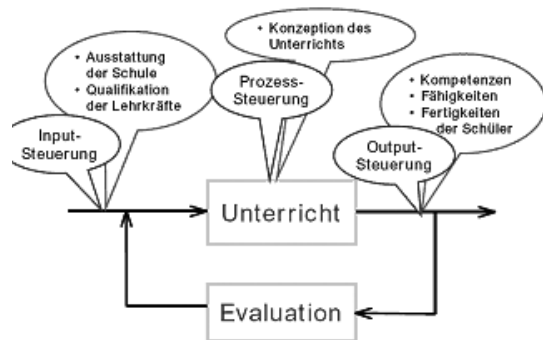 • Konzeption des
Unterrichts
• Ausstattung
der Schule
• Qualifikation
der Lehrkräfte
Prozess-
Steuerung
• Kompetenzen
• Fähigkeiten
• Fertigkeiten
der Schüler
Input-
Steuerung
Output-
Steuerung
Unterricht
Evaluation